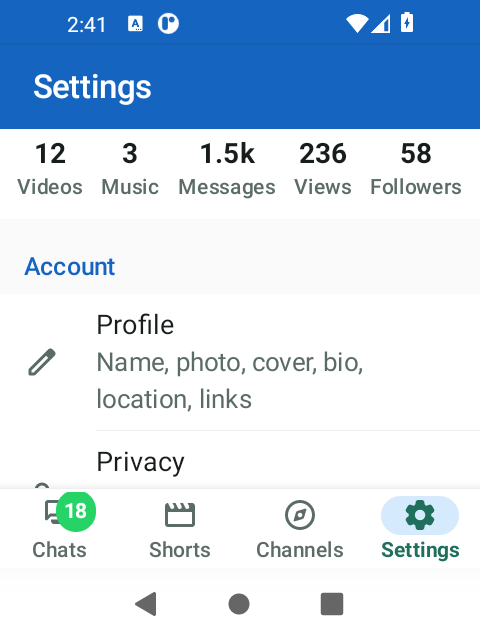 2:41
Settings
12 3 1.5k 236 58
Videos Music Messages Views Followers
Account
Profile
Name, photo, cover, bio,
location, links
Privacy
18
Chats Shorts Channels Settings